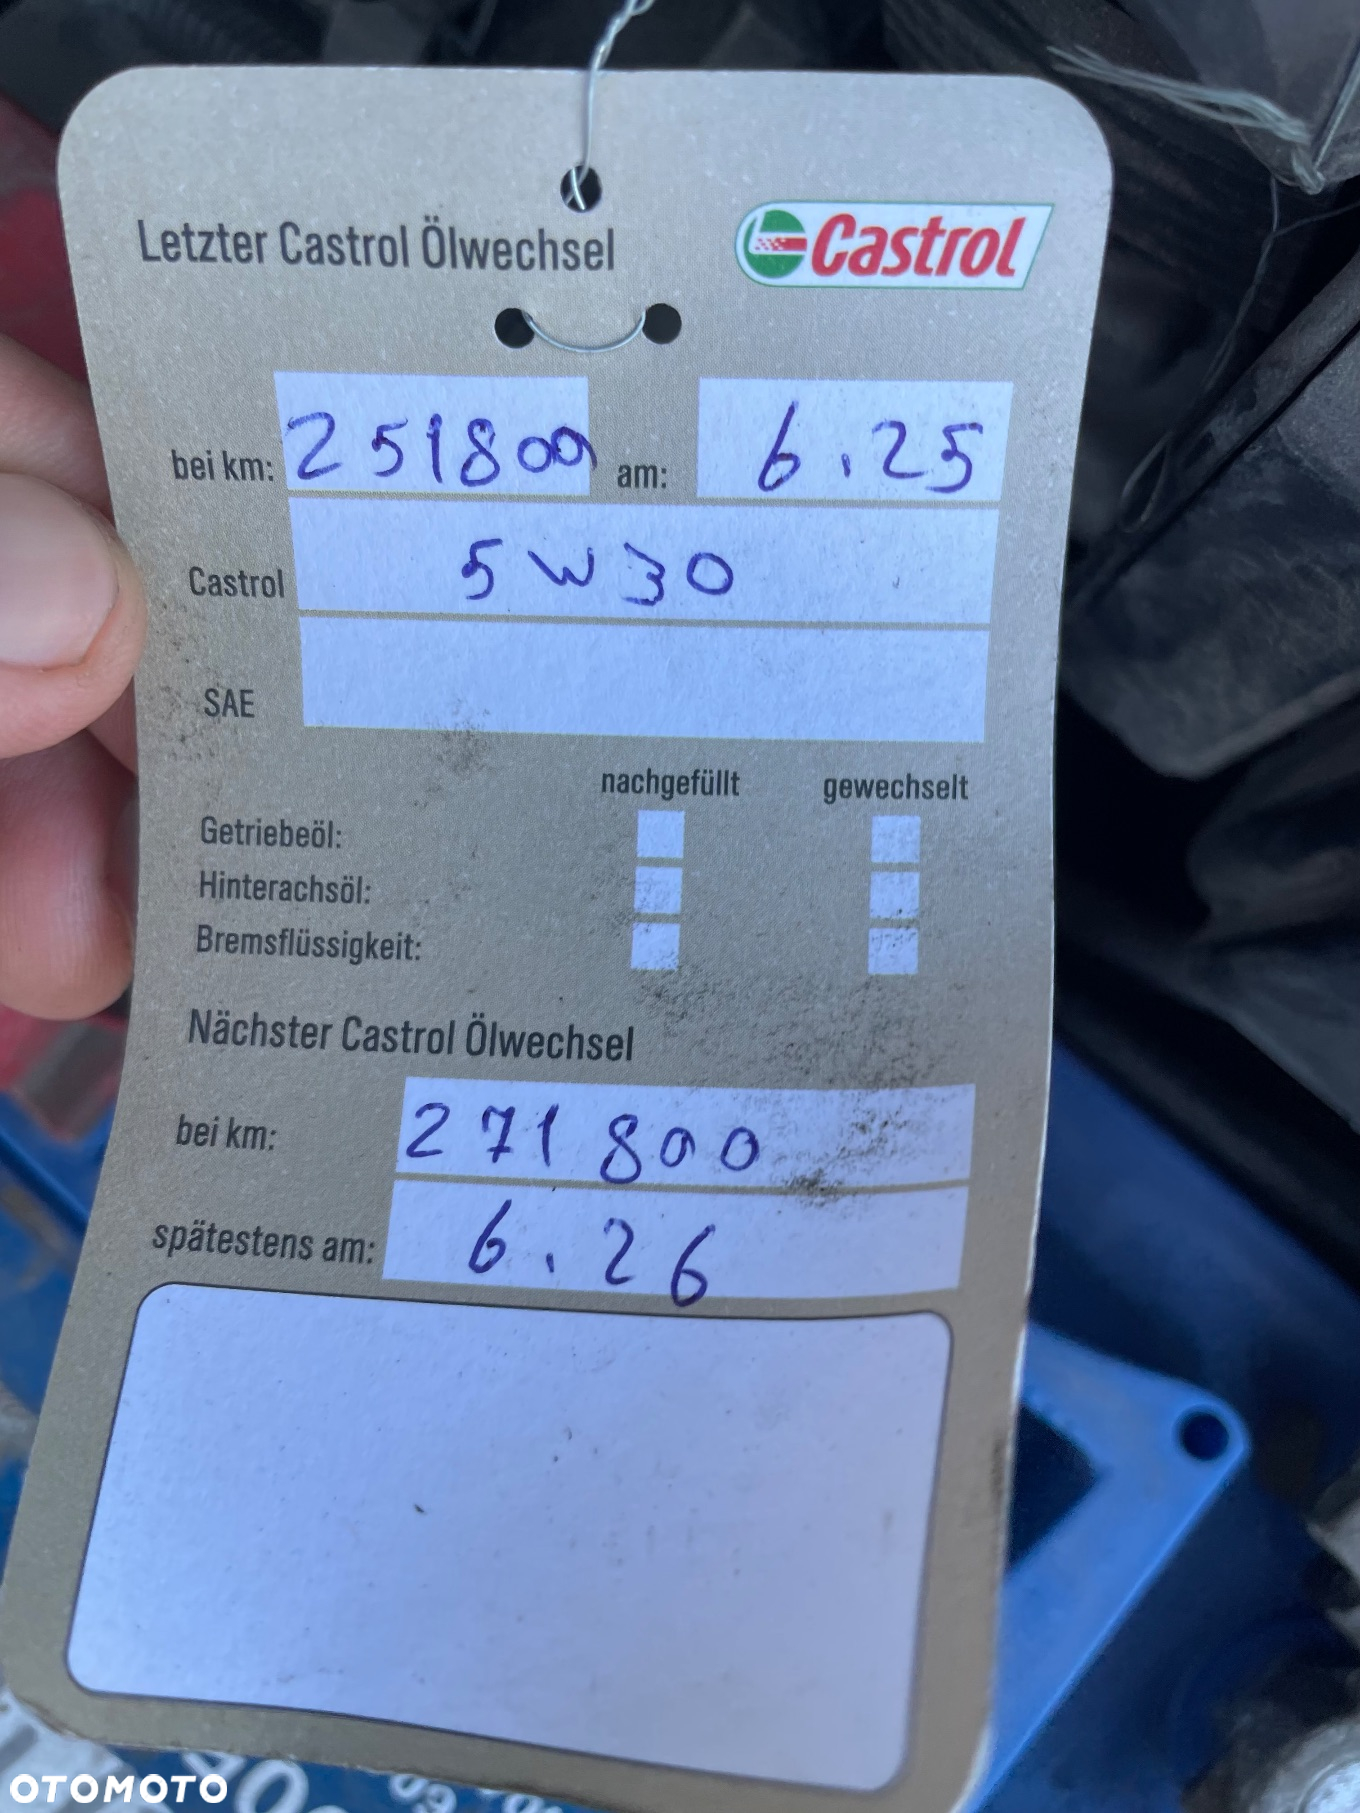 Letzter Castrol Ölwechsel
Castrol
bei km: 251800 am: 6.25
Castrol 5W30
SAE
nachgefüllt gewechselt
Getriebeöl:
Hinterachsöl:
Bremsflüssigkeit:
Nächster Castrol Ölwechsel
bei km: 271800
spätestens am: 6.26
OTOMOTO